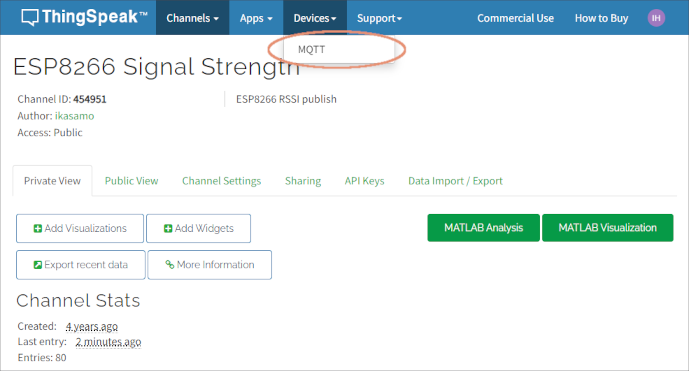 ThingSpeak™ Channels Apps Devices Support Commercial Use How to Buy IH
MQTT
ESP8266 Signal Strength
Channel ID: 454951 ESP8266 RSSI publish
Author: ikasamo
Access: Public
Private View Public View Channel Settings Sharing API Keys Data Import / Export
Add Visualizations Add Widgets MATLAB Analysis MATLAB Visualization
Export recent data More Information
Channel Stats
Created: 4 years ago
Last entry: 2 minutes ago
Entries: 80